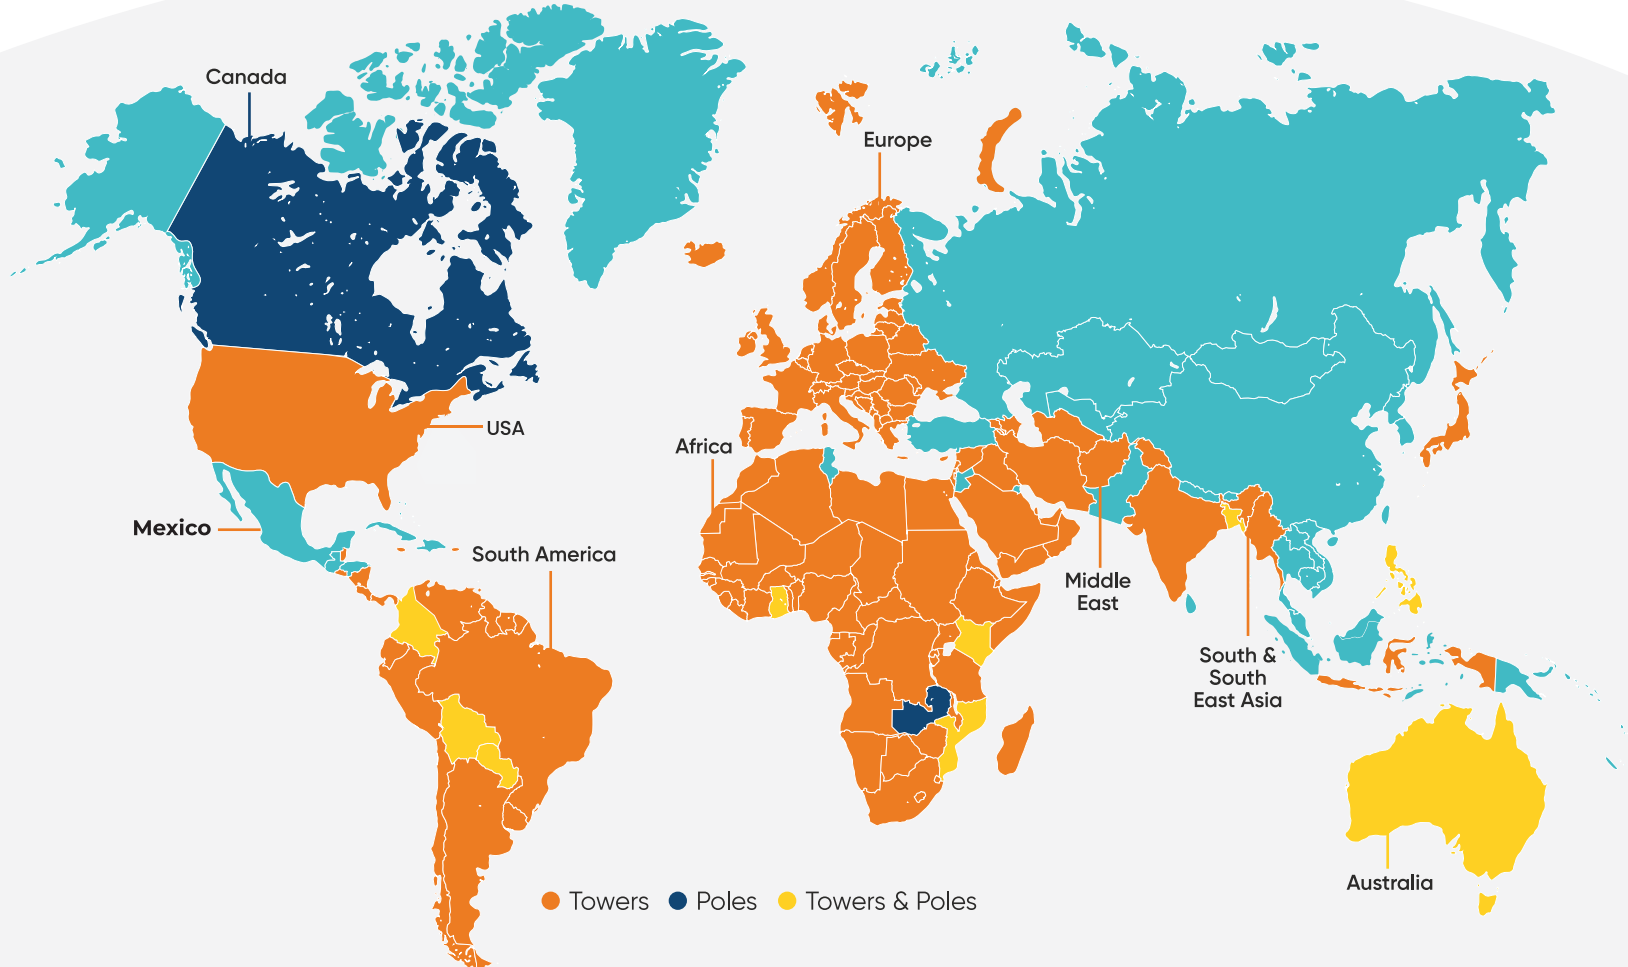 Canada
Europe
USA
Africa
Mexico
South America
Middle
East
South &
South
East Asia
Australia
Towers
Poles
Towers & Poles